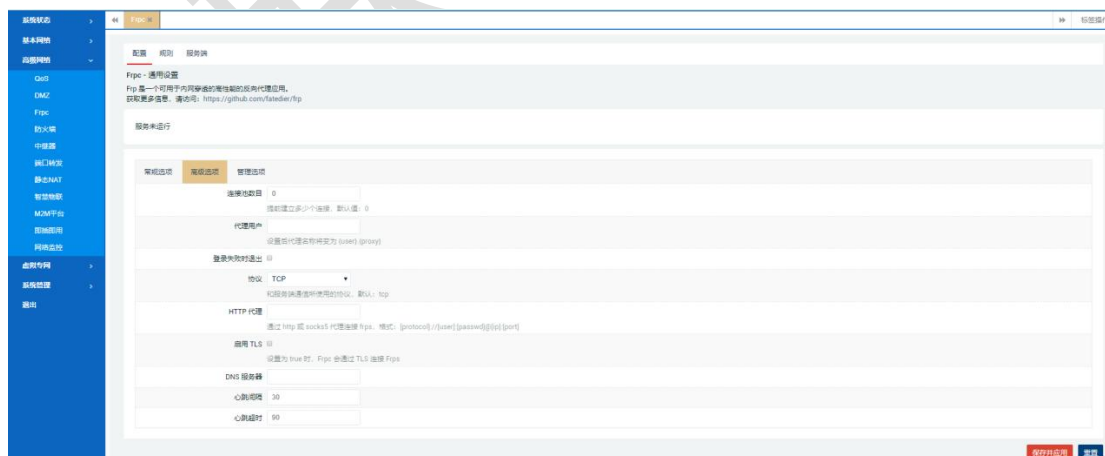 系统状态
基本网络
高级网络
QoS
DMZ
Frpc
防火墙
中继器
端口转发
静态NAT
智慧物联
M2M平台
即插即用
网络监控
虚拟专网
系统管理
退出
Frpc
标签操作
配置 规则 服务端
Frpc - 通用设置
Frp 是一个可用于内网穿透的高性能的反向代理应用。
获取更多信息，请访问：https://github.com/fatedier/frp
服务未运行
常规选项 高级选项 管理选项
连接池数目 0
提前建立多少个连接，默认值：0
代理用户
设置后代理名称将变为 {user}.{proxy}
登录失败时退出
协议 TCP
和服务端通信所使用的协议，默认：tcp
HTTP 代理
通过 http 或 socks5 代理连接 frps，格式：[protocol]://[user]:[passwd]@[ip]:[port]
启用 TLS
设置为 true 时，Frpc 会通过 TLS 连接 Frps
DNS 服务器
心跳间隔 30
心跳超时 90
保存并应用 重置